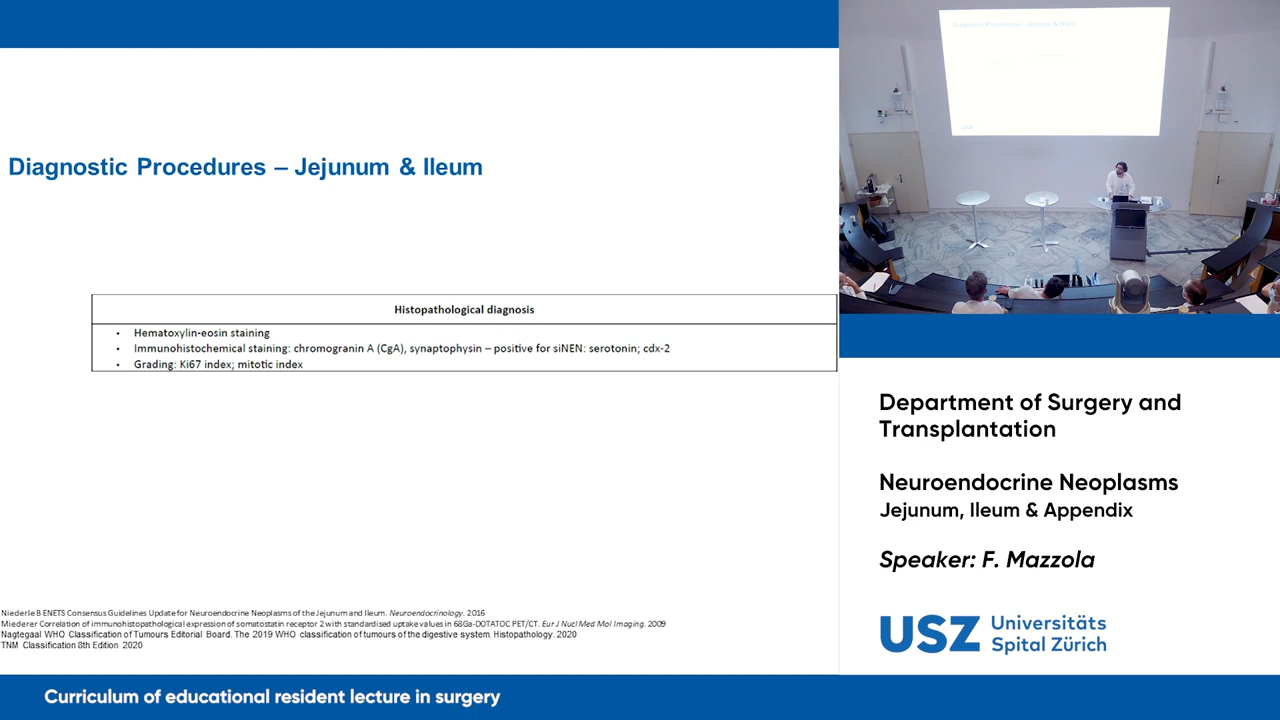 Diagnostic Procedures – Jejunum & Ileum
Histopathological diagnosis
• Hematoxylin-eosin staining
• Immunohistochemical staining: chromogranin A (CgA), synaptophysin – positive for siNEN: serotonin; cdx-2
• Grading: Ki67 index; mitotic index
Niederle B ENETS Consensus Guidelines Update for Neuroendocrine Neoplasms of the Jejunum and Ileum. Neuroendocrinology. 2016
Miederer Correlation of immunohistopathological expression of somatostatin receptor 2 with standardised uptake values in 68Ga-DOTATOC PET/CT. Eur J Nucl Med Mol Imaging. 2009
Nagtegaal WHO Classification of Tumours Editorial Board. The 2019 WHO classification of tumours of the digestive system. Histopathology. 2020
TNM Classification 8th Edition 2020
Diagnostic Procedures – Jejunum & Ileum
USZ
Department of Surgery and
Transplantation
Neuroendocrine Neoplasms
Jejunum, Ileum & Appendix
Speaker: F. Mazzola
USZ Universitäts
Spital Zürich
Curriculum of educational resident lecture in surgery